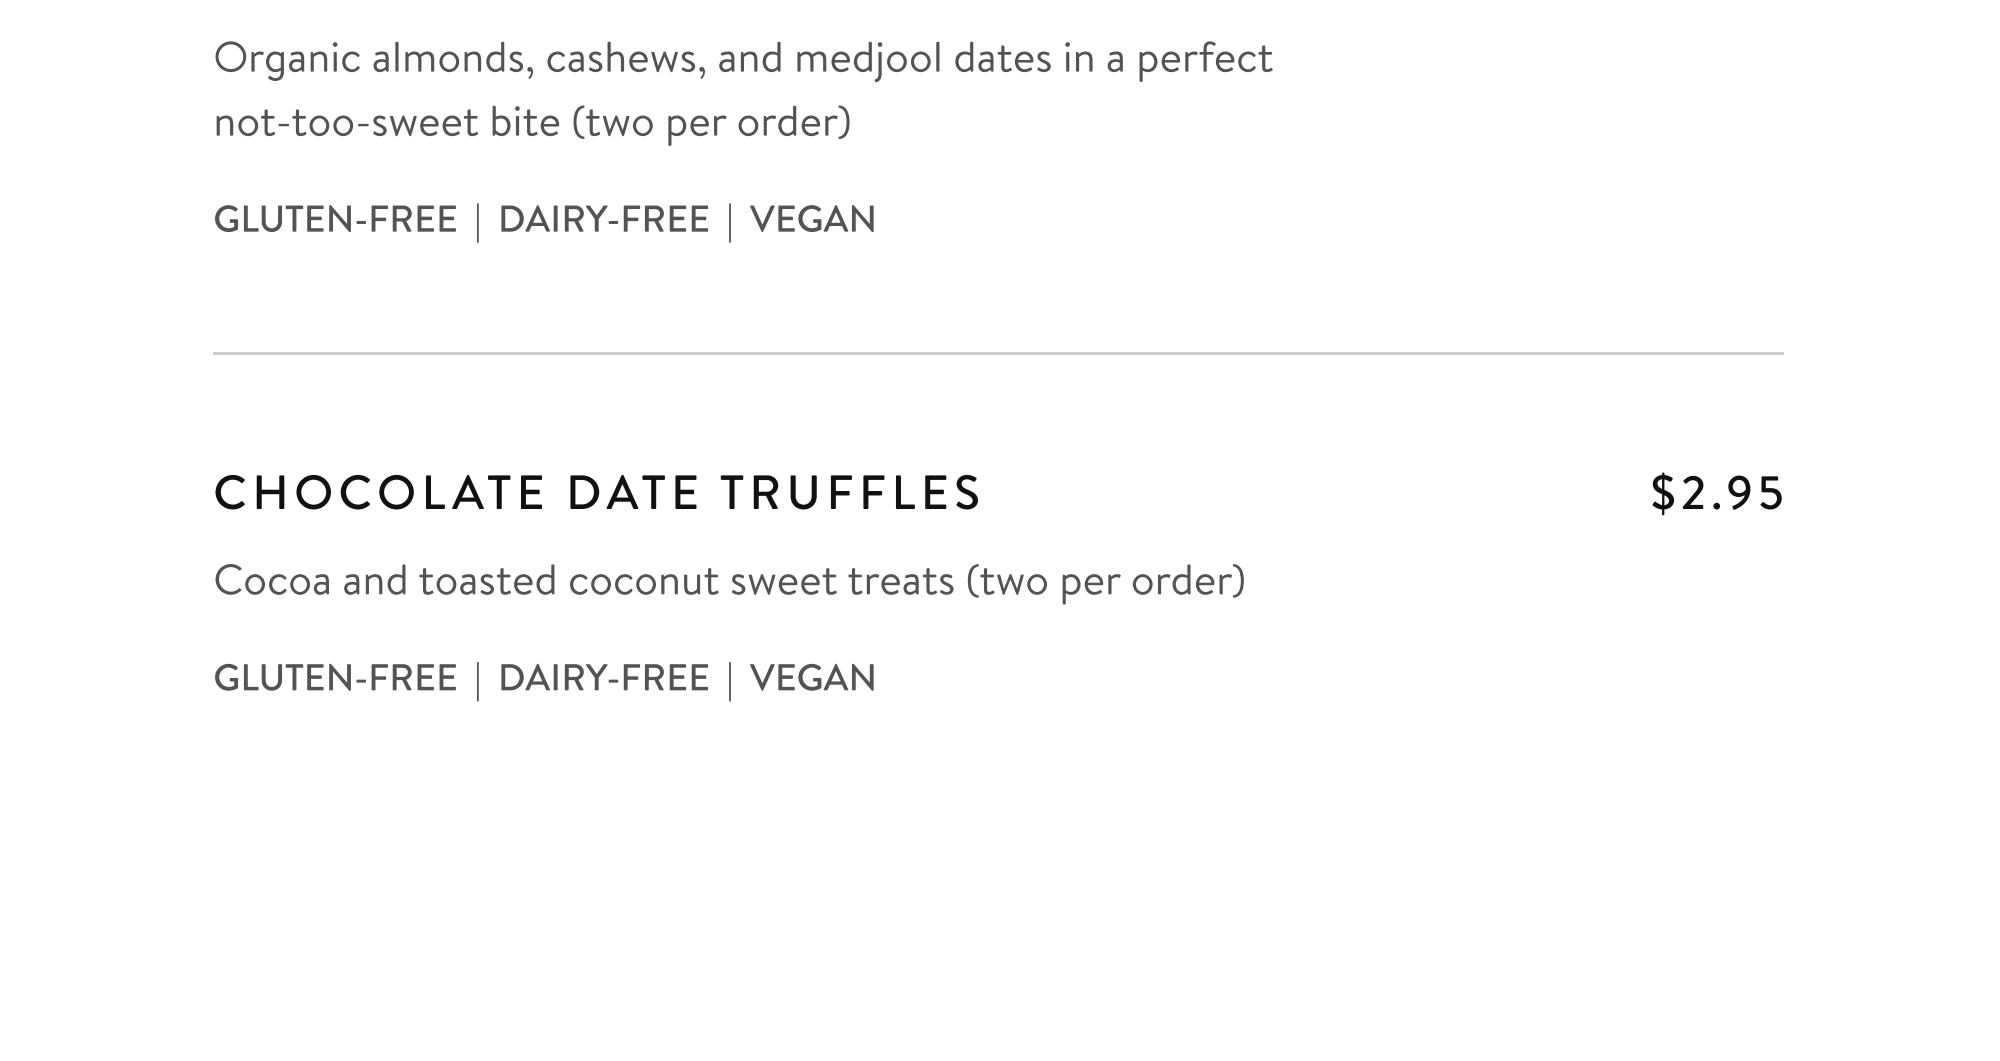 Organic almonds, cashews, and medjool dates in a perfect
not-too-sweet bite (two per order)
GLUTEN-FREE | DAIRY-FREE | VEGAN
CHOCOLATE DATE TRUFFLES $2.95
Cocoa and toasted coconut sweet treats (two per order)
GLUTEN-FREE | DAIRY-FREE | VEGAN